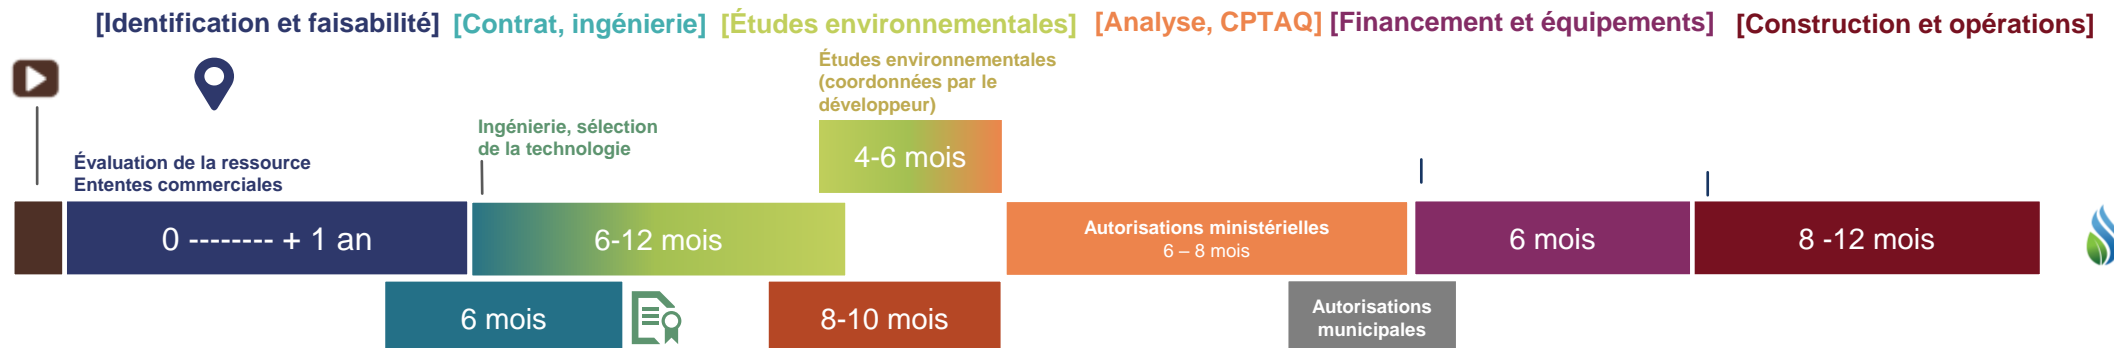 [Identification et faisabilité] [Contrat, ingénierie] [Études environnementales] [Analyse, CPTAQ] [Financement et équipements] [Construction et opérations]
Études environnementales
(coordonnées par le
développeur)
Ingénierie, sélection
de la technologie
4-6 mois
Évaluation de la ressource
Ententes commerciales
0 -------- + 1 an
6-12 mois
Autorisations ministérielles
6 – 8 mois
6 mois
8 -12 mois
6 mois
8-10 mois
Autorisations
municipales